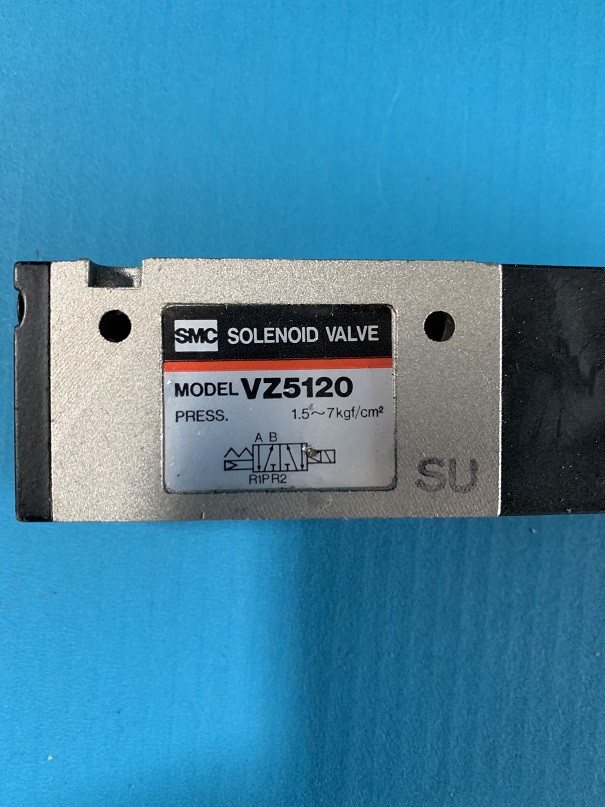 SMC SOLENOID VALVE
MODEL VZ5120
PRESS. 1.5~7kgf/cm²
A B
R1PR2
SU